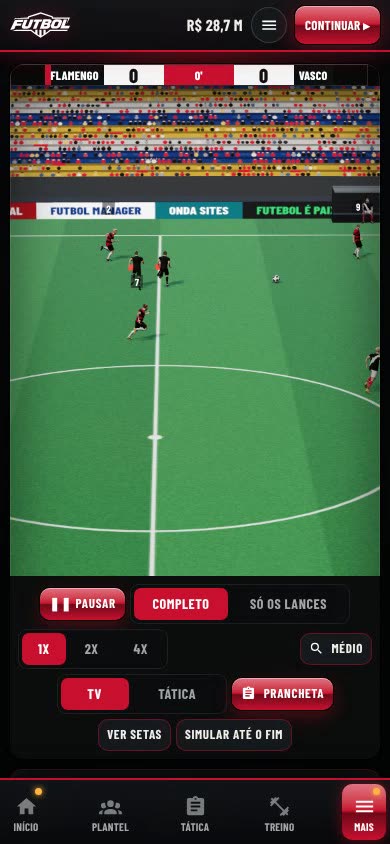 FUTBOL
R$ 28,7 M
CONTINUAR ▸
FLAMENGO 0 0' 0 VASCO
FUTBOL MANAGER ONDA SITES FUTEBOL É PAI
2
9
7
❚❚ PAUSAR COMPLETO SÓ OS LANCES
1X 2X 4X MÉDIO
TV TÁTICA PRANCHETA
VER SETAS SIMULAR ATÉ O FIM
INÍCIO PLANTEL TÁTICA TREINO MAIS